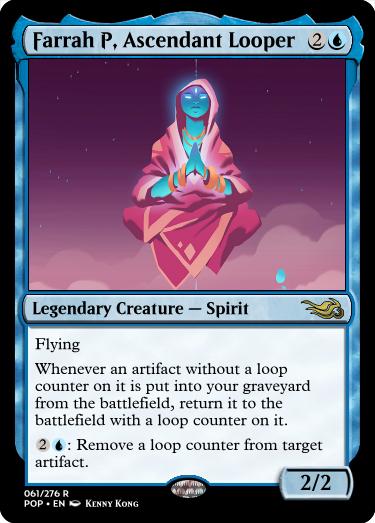 Farrah P, Ascendant Looper 2
Legendary Creature — Spirit
Flying
Whenever an artifact without a loop
counter on it is put into your graveyard
from the battlefield, return it to the
battlefield with a loop counter on it.
2: Remove a loop counter from target
artifact.
2/2
061/276 R
POP • EN Kenny Kong